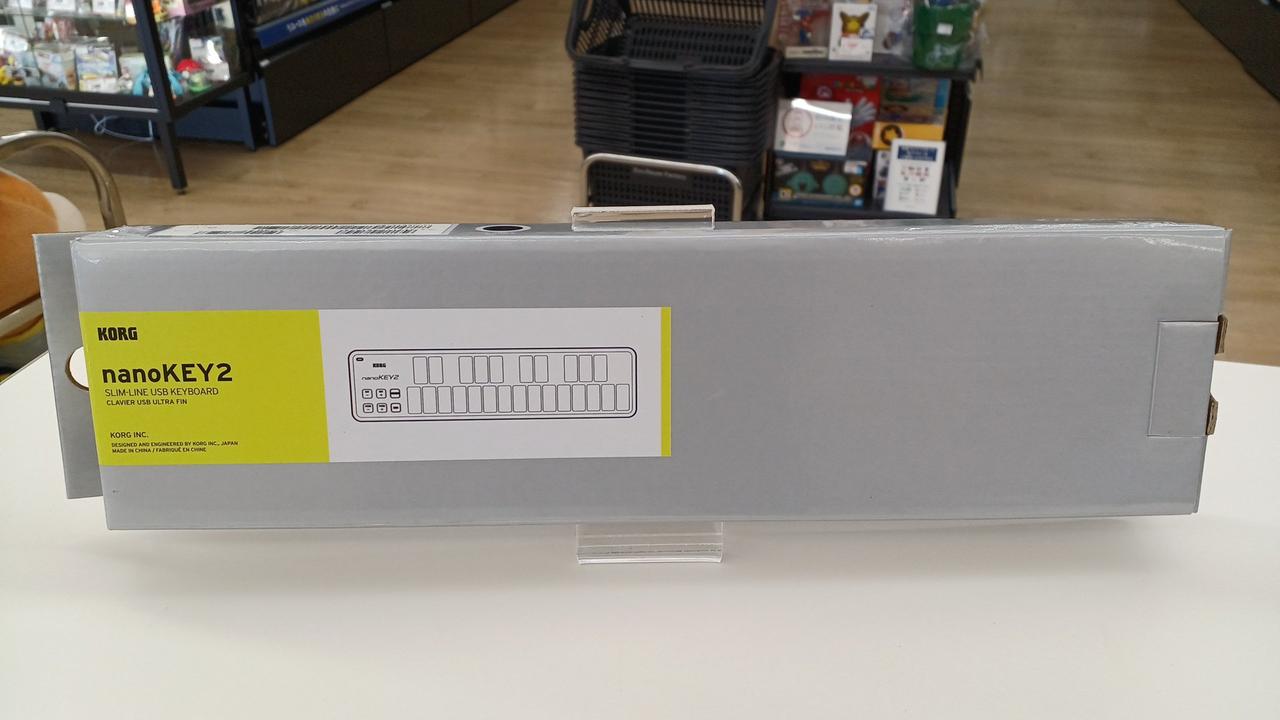 KORG
nanoKEY2
SLIM-LINE USB KEYBOARD
CLAVIER USB ULTRA FIN
KORG INC.
DESIGNED AND ENGINEERED BY KORG INC., JAPAN
MADE IN CHINA / FABRIQUÉ EN CHINE
KORG
nanoKEY2